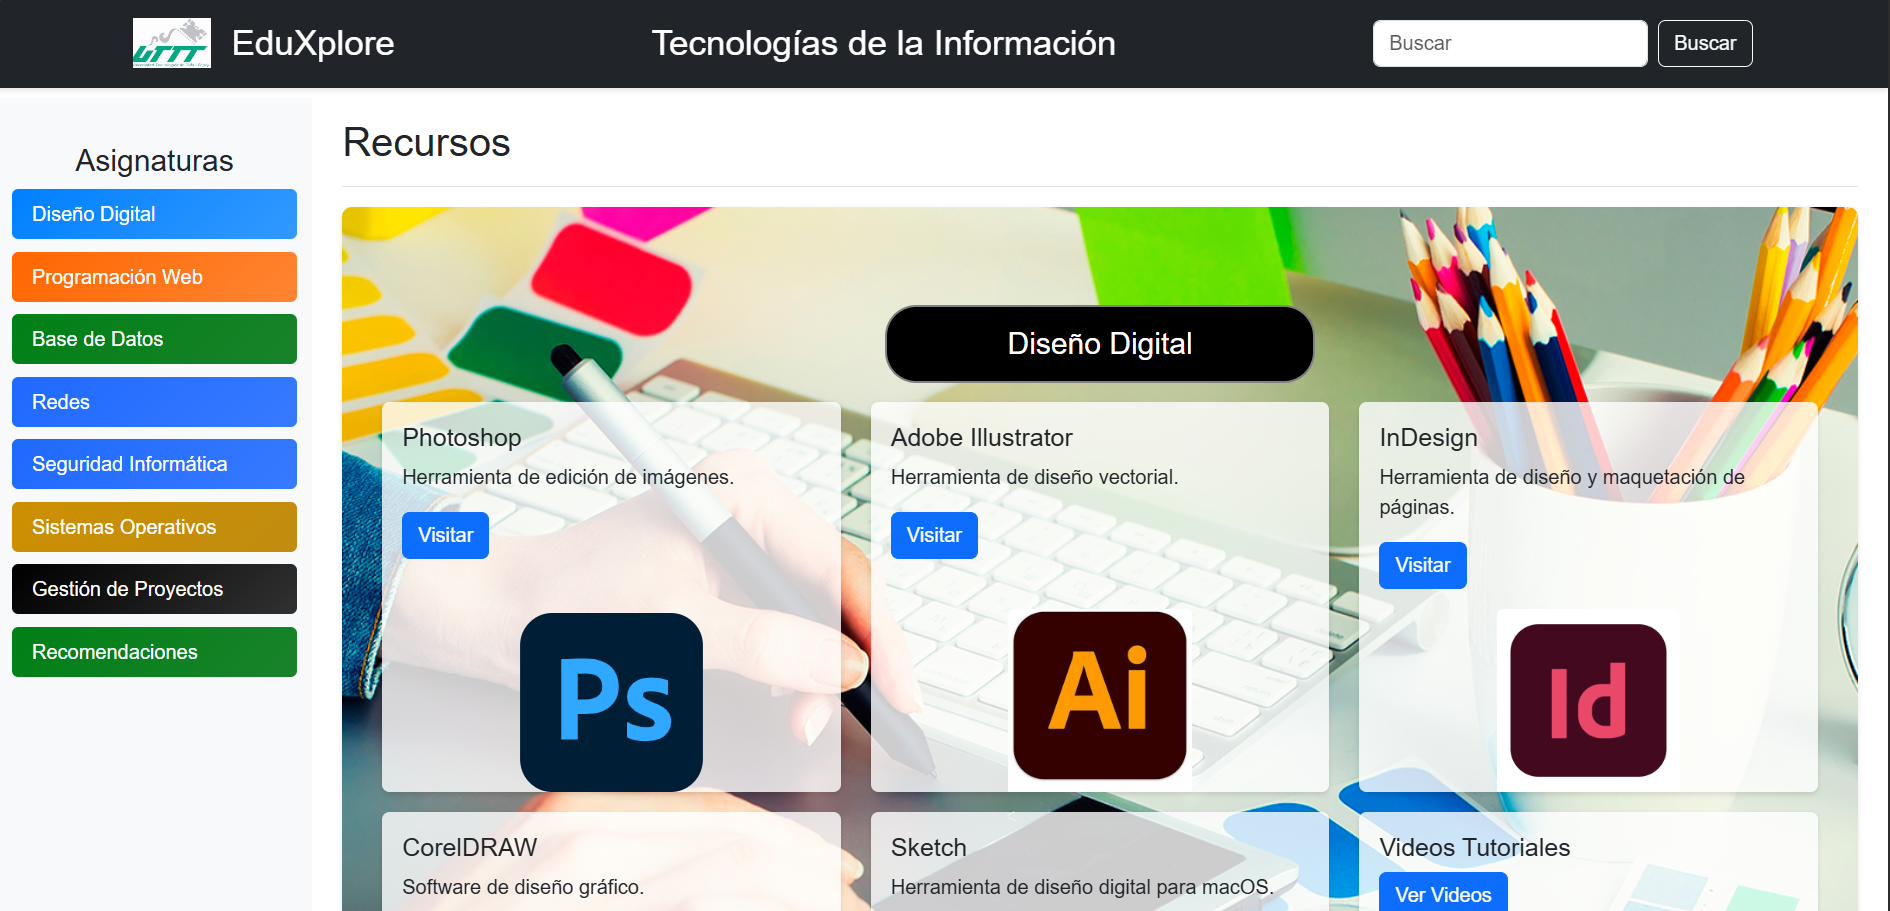 UTTT
EduXplore
Tecnologías de la Información
Buscar
Buscar
Asignaturas
Diseño Digital
Programación Web
Base de Datos
Redes
Seguridad Informática
Sistemas Operativos
Gestión de Proyectos
Recomendaciones
Recursos
Diseño Digital
Photoshop
Herramienta de edición de imágenes.
Visitar
Ps
Adobe Illustrator
Herramienta de diseño vectorial.
Visitar
Ai
InDesign
Herramienta de diseño y maquetación de
páginas.
Visitar
Id
CorelDRAW
Software de diseño gráfico.
Sketch
Herramienta de diseño digital para macOS.
Videos Tutoriales
Ver Videos